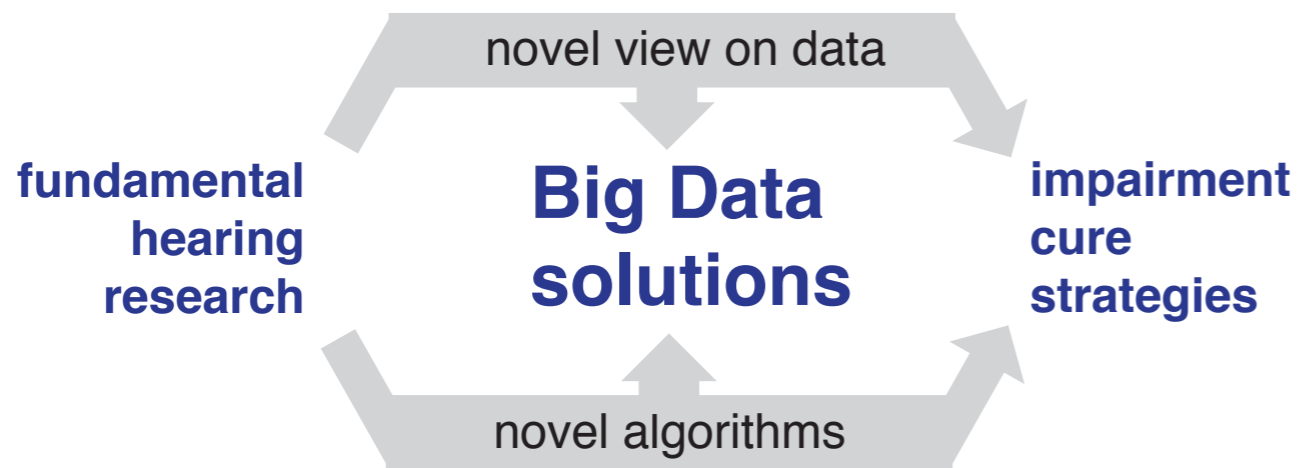 novel view on data
fundamental
hearing
research
Big Data
solutions
impairment
cure
strategies
novel algorithms